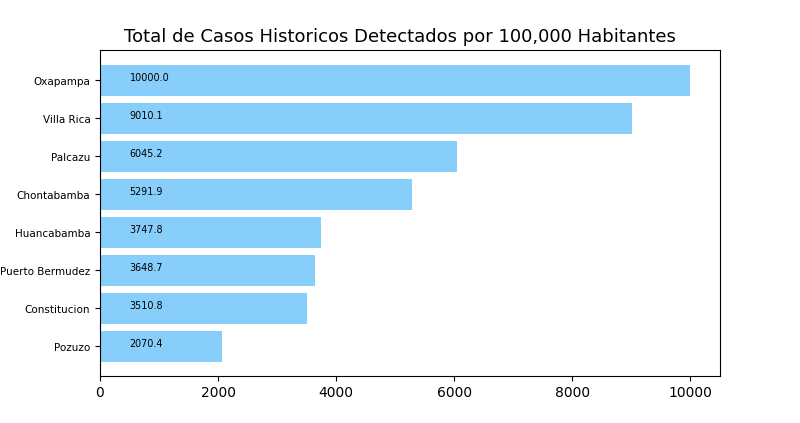 Total de Casos Historicos Detectados por 100,000 Habitantes
Oxapampa 10000.0
Villa Rica 9010.1
Palcazu 6045.2
Chontabamba 5291.9
Huancabamba 3747.8
Puerto Bermudez 3648.7
Constitucion 3510.8
Pozuzo 2070.4
0 2000 4000 6000 8000 10000